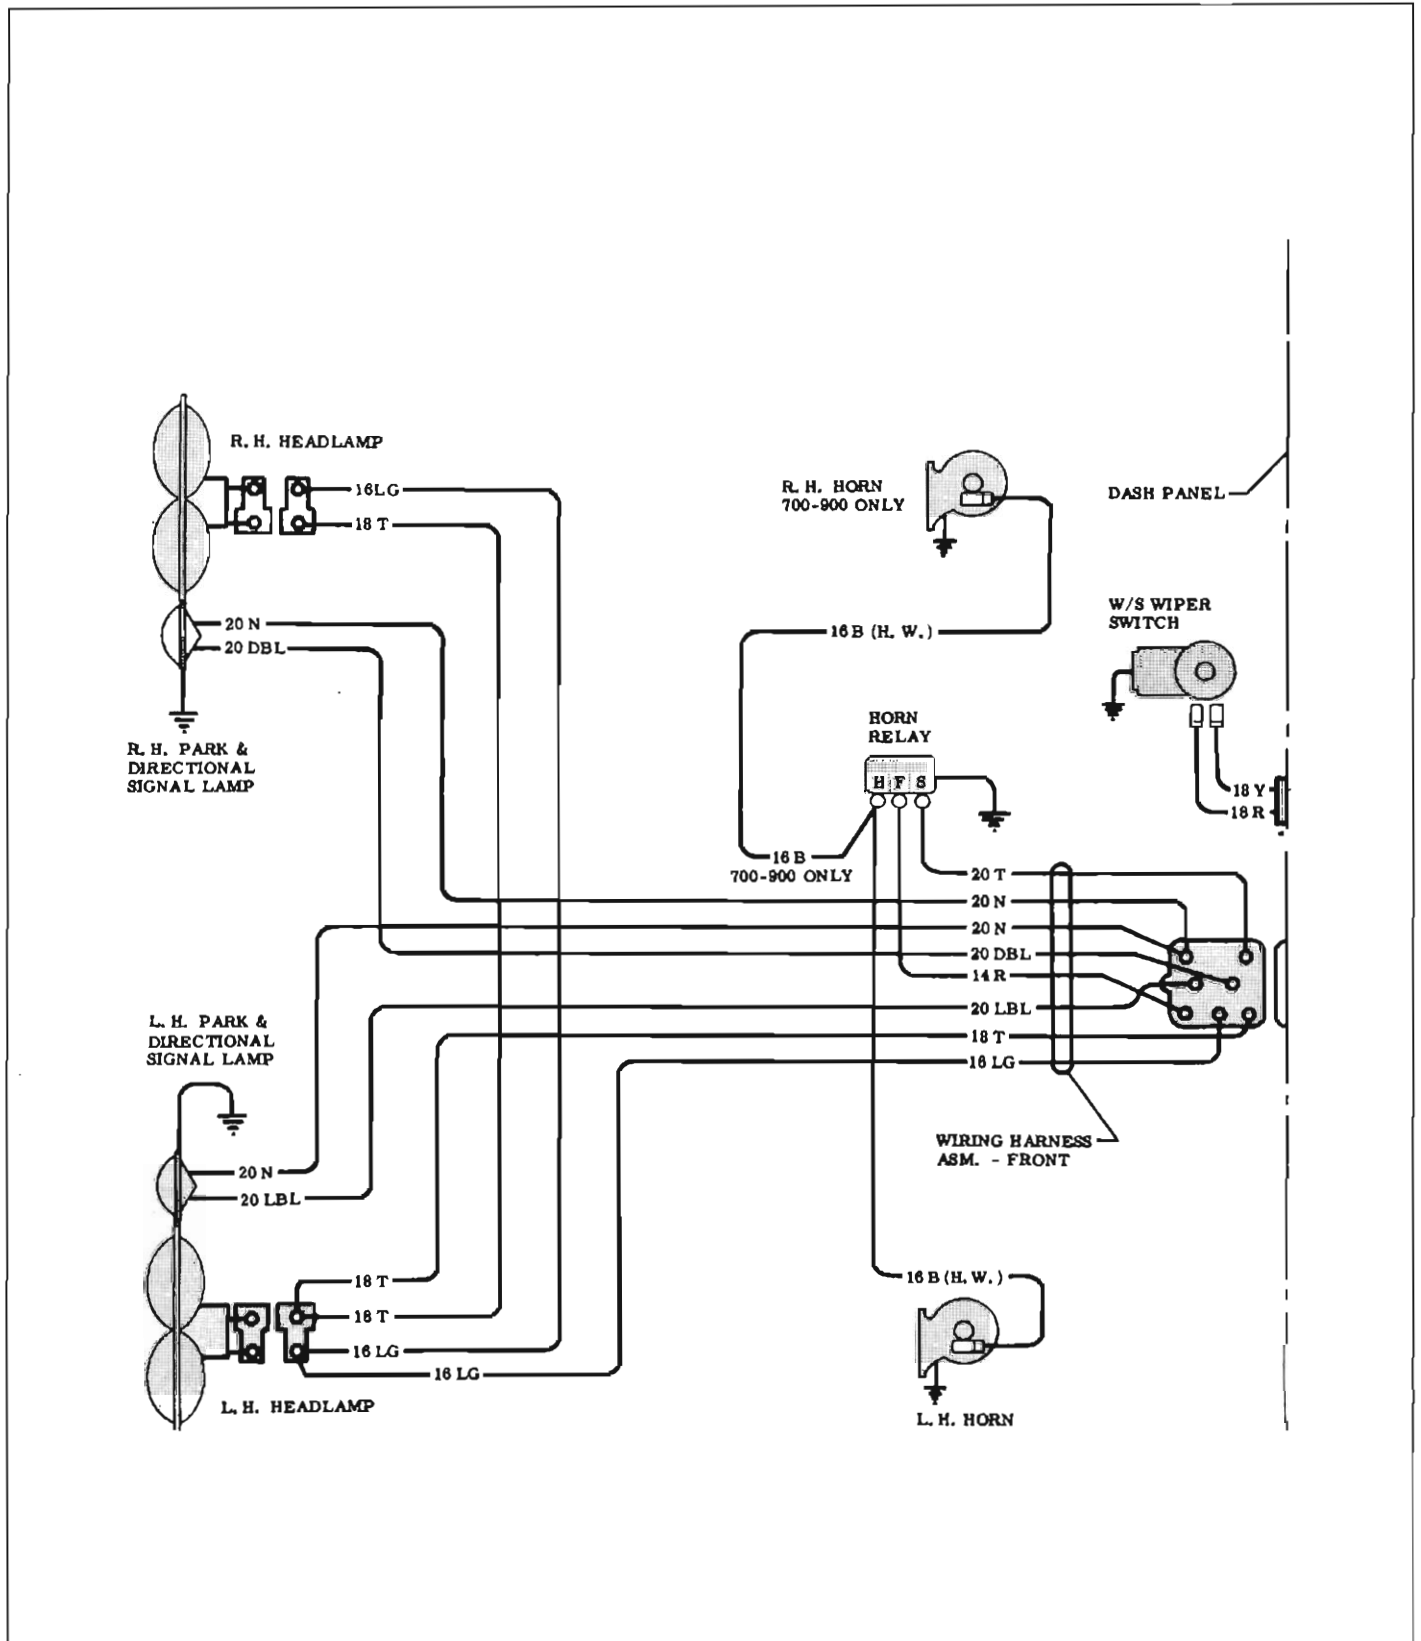 R. H. HEADLAMP
16LG
18 T
R. H. HORN
700-900 ONLY
DASH PANEL
W/S WIPER
SWITCH
20 N
20 DBL
16 B (H. W.)
R. H. PARK &
DIRECTIONAL
SIGNAL LAMP
HORN
RELAY
H F S
18 Y
18 R
16 B
700-900 ONLY
20 T
20 N
20 N
20 DBL
14 R
20 LBL
18 T
16 LG
L. H. PARK &
DIRECTIONAL
SIGNAL LAMP
WIRING HARNESS
ASM. - FRONT
20 N
20 LBL
18 T
18 T
16 LG
16 LG
16 B (H. W.)
L. H. HEADLAMP
L. H. HORN